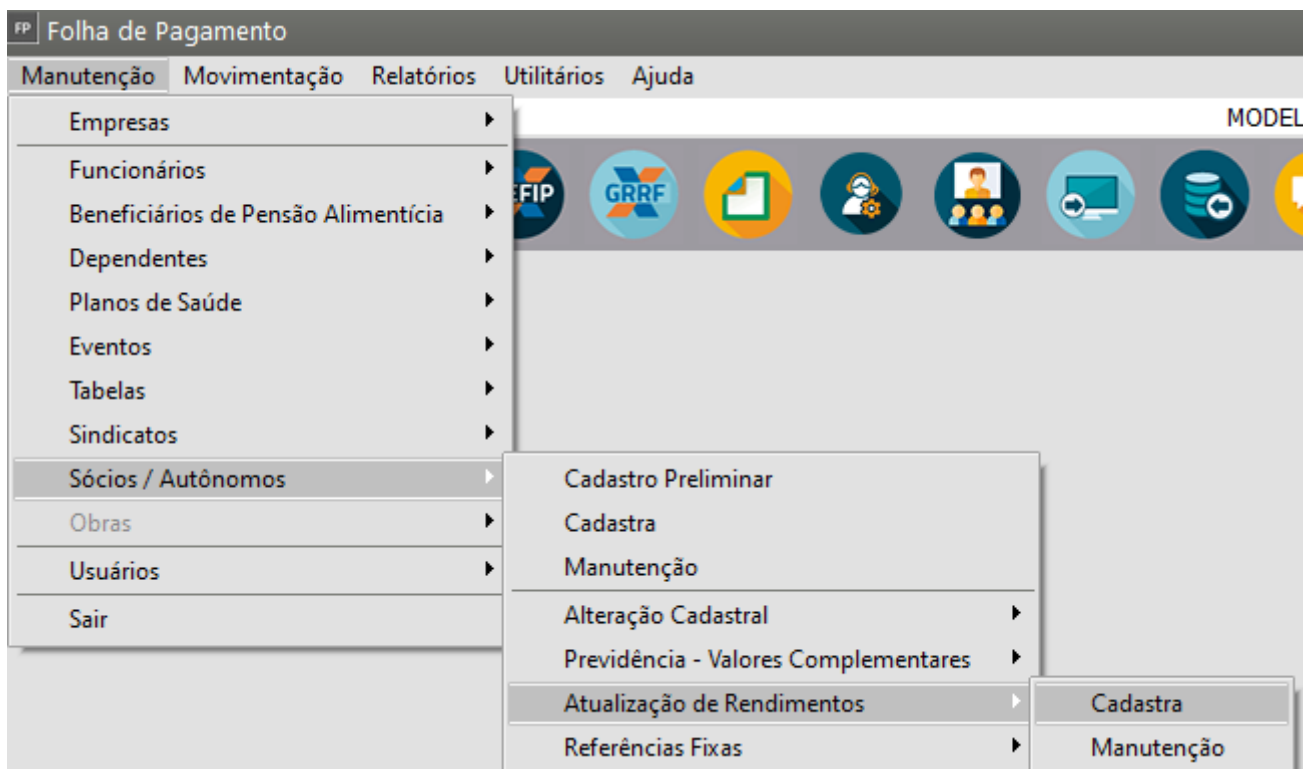 FP Folha de Pagamento
Manutenção Movimentação Relatórios Utilitários Ajuda
Empresas
MODEL
Funcionários
Beneficiários de Pensão Alimentícia
Dependentes
Planos de Saúde
Eventos
Tabelas
Sindicatos
Sócios / Autônomos
Obras
Usuários
Sair
EFIP
GRRF
Cadastro Preliminar
Cadastra
Manutenção
Alteração Cadastral
Previdência - Valores Complementares
Atualização de Rendimentos
Referências Fixas
Cadastra
Manutenção